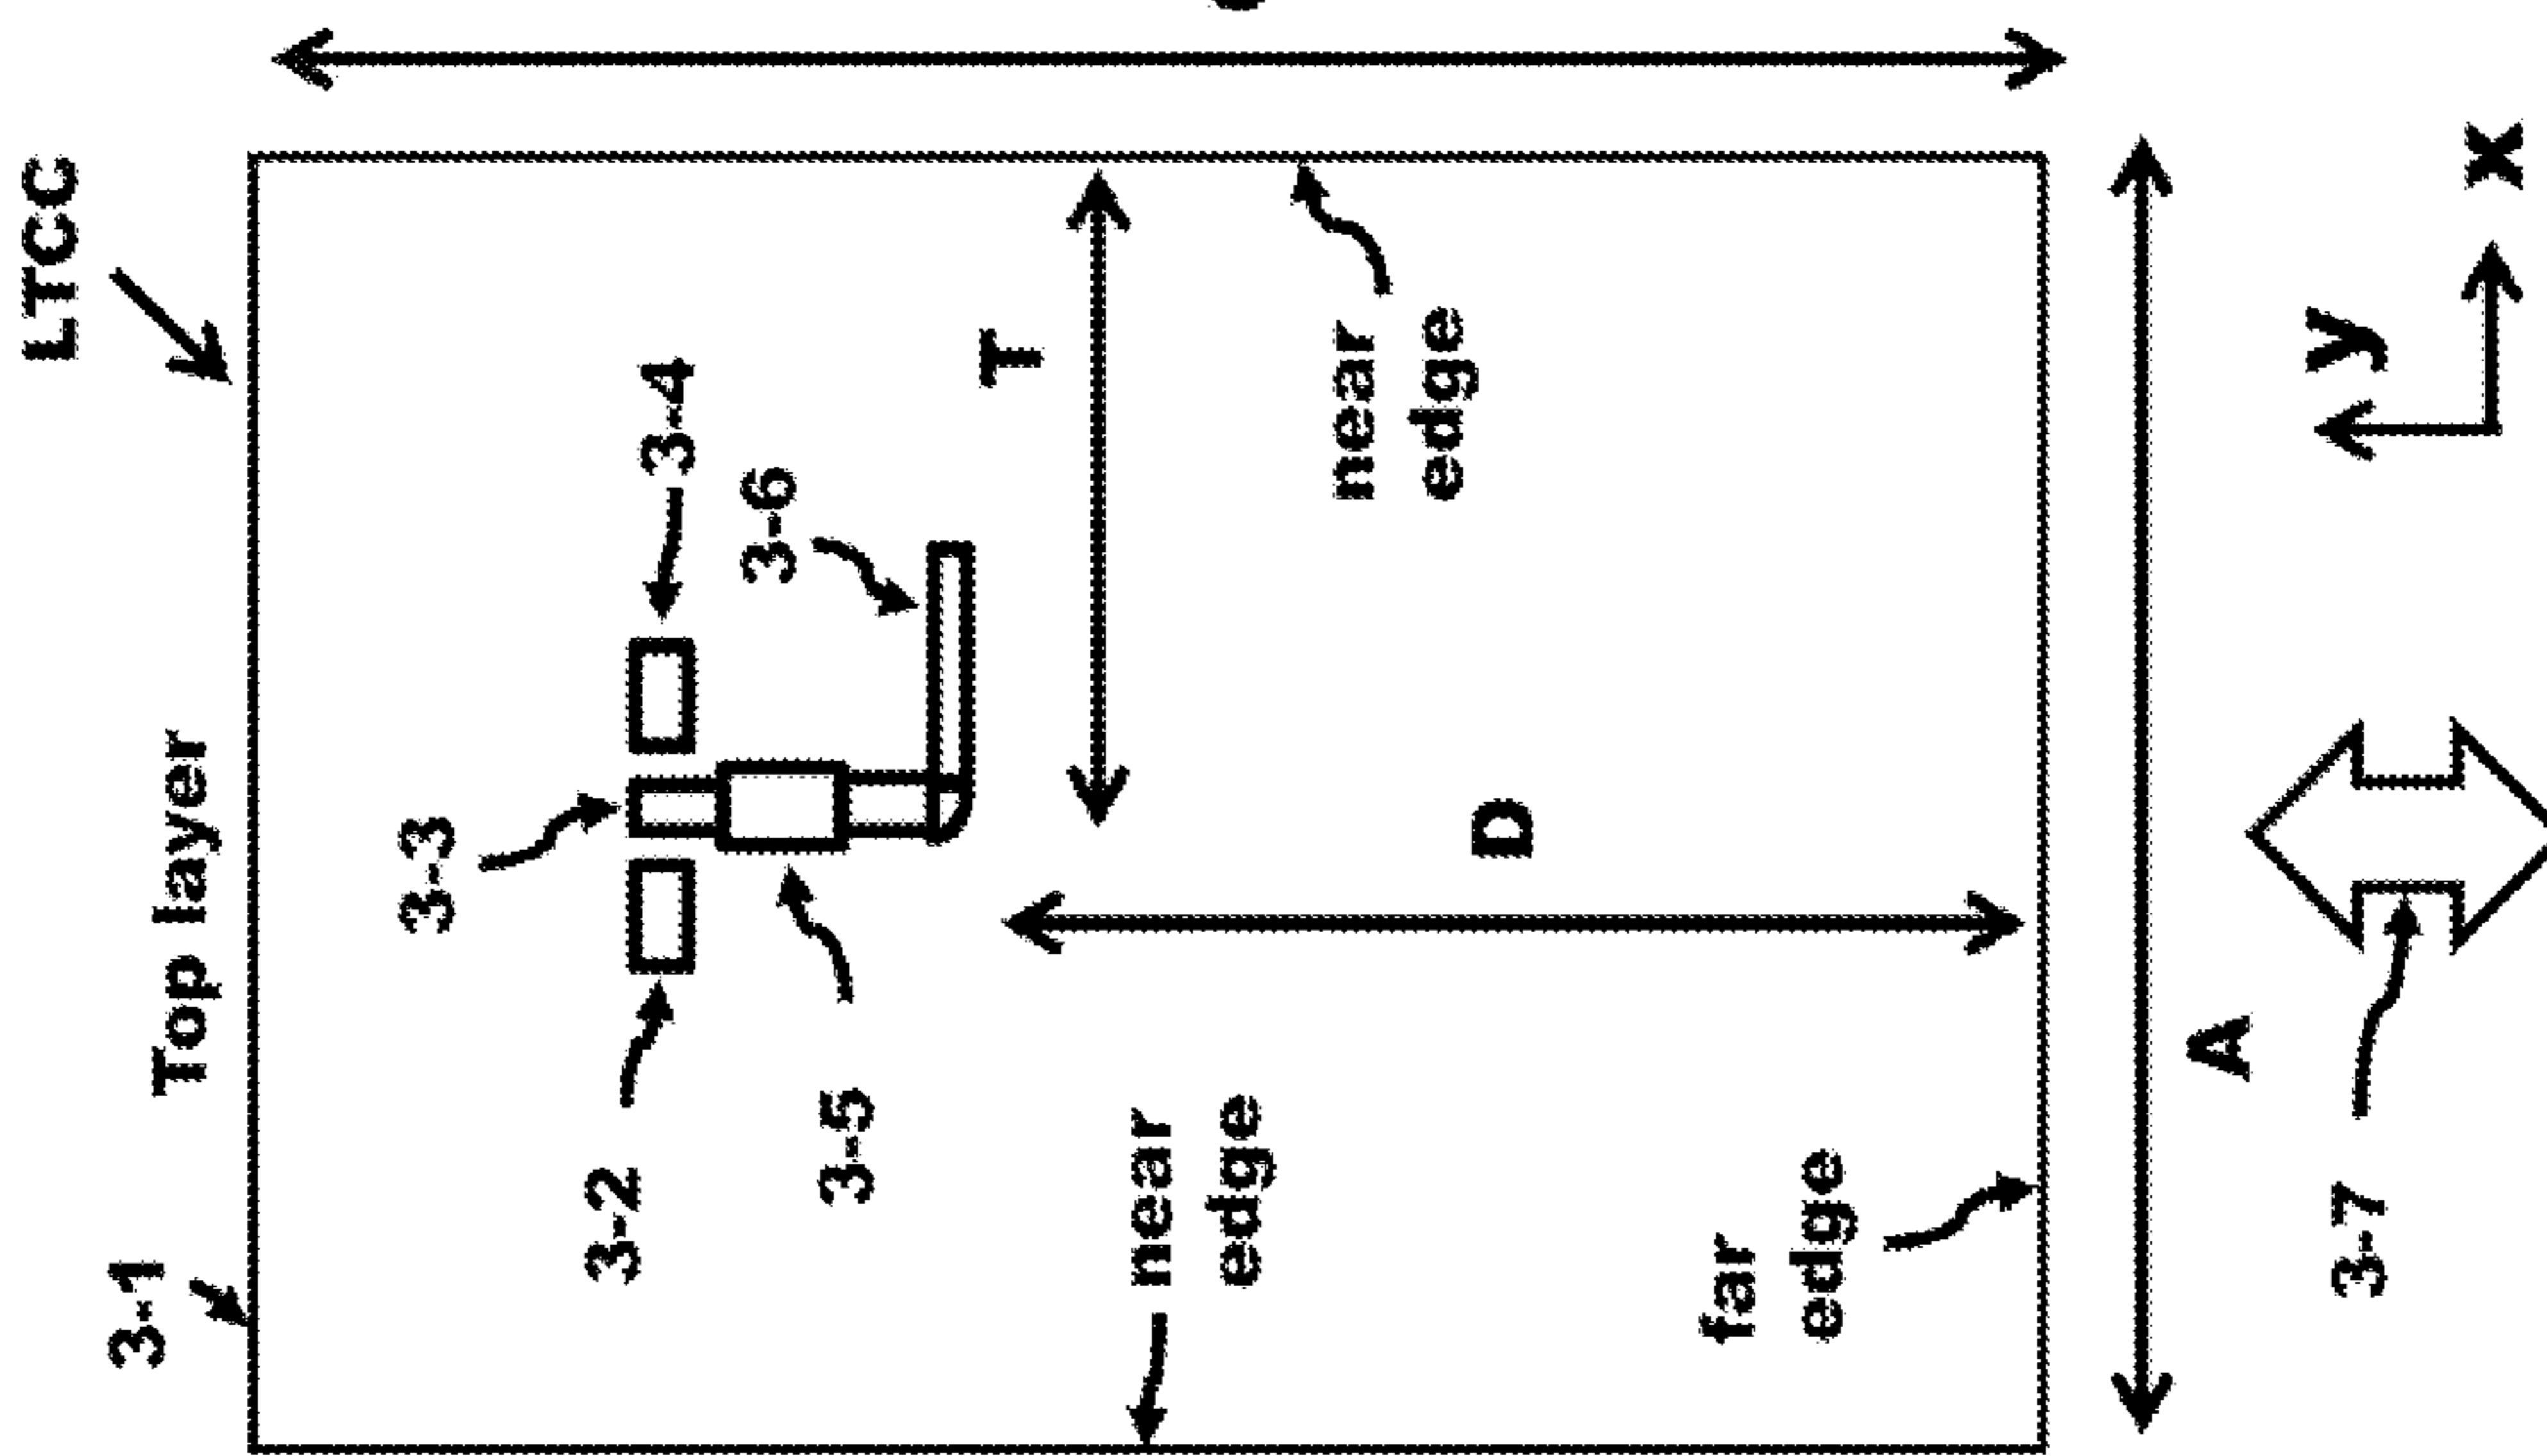 LTCC
3-1
Top layer
3-3
3-2
3-4
3-6
3-5
T
near
edge
near
edge
D
far
edge
A
y
3-7
x